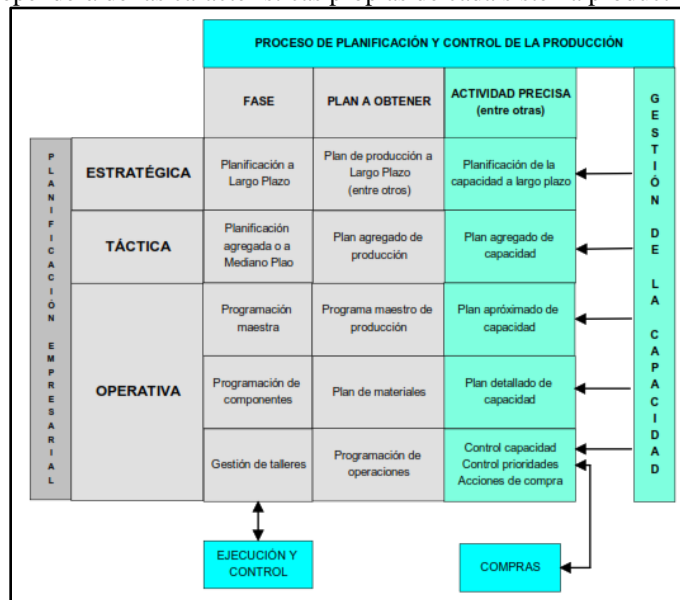 PROCESO DE PLANIFICACIÓN Y CONTROL DE LA PRODUCCIÓN
FASE
PLAN A OBTENER
ACTIVIDAD PRECISA
(entre otras)
PLANIFICACIÓN EMPRESARIAL
ESTRATÉGICA
Planificación a
Largo Plazo
Plan de producción a
Largo Plazo
(entre otros)
Planificación de la
capacidad a largo plazo
TÁCTICA
Planificación
agregada o a
Mediano Plao
Plan agregado de
producción
Plan agregado de
capacidad
OPERATIVA
Programación
maestra
Programa maestro de
producción
Plan apróximado de
capacidad
Programación de
componentes
Plan de materiales
Plan detallado de
capacidad
Gestión de talleres
Programación de
operaciones
Control capacidad
Control prioridades
Acciones de compra
GESTIÓN DE LA CAPACIDAD
EJECUCIÓN Y
CONTROL
COMPRAS